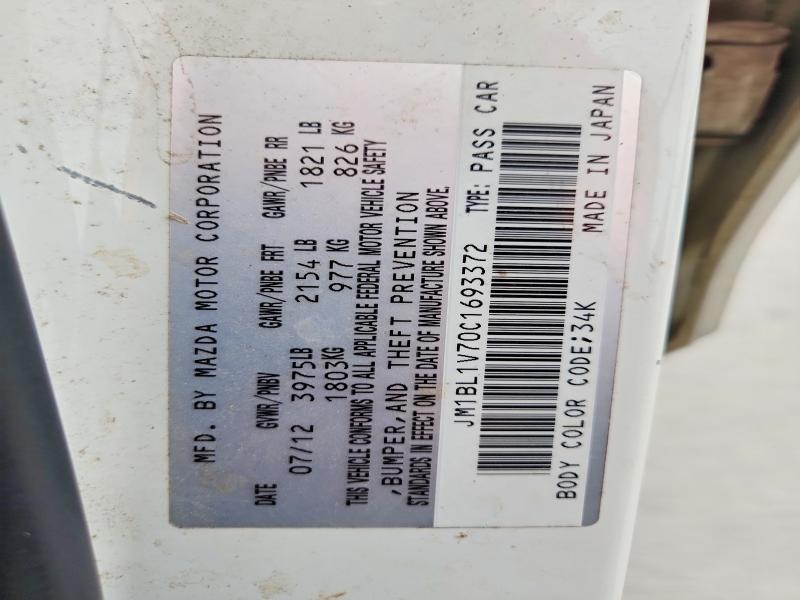 MFD. BY MAZDA MOTOR CORPORATION
DATE GVWR/PNBV GAWR/PNBE FRT GAWR/PNBE RR
07/12 3975LB 2154 LB 1821 LB
1803KG 977 KG 826 KG
THIS VEHICLE CONFORMS TO ALL APPLICABLE FEDERAL MOTOR VEHICLE SAFETY
,BUMPER,AND THEFT PREVENTION
STANDARDS IN EFFECT ON THE DATE OF MANUFACTURE SHOWN ABOVE.
JM1BL1V70C1693372 TYPE: PASS CAR
BODY COLOR CODE;34K MADE IN JAPAN